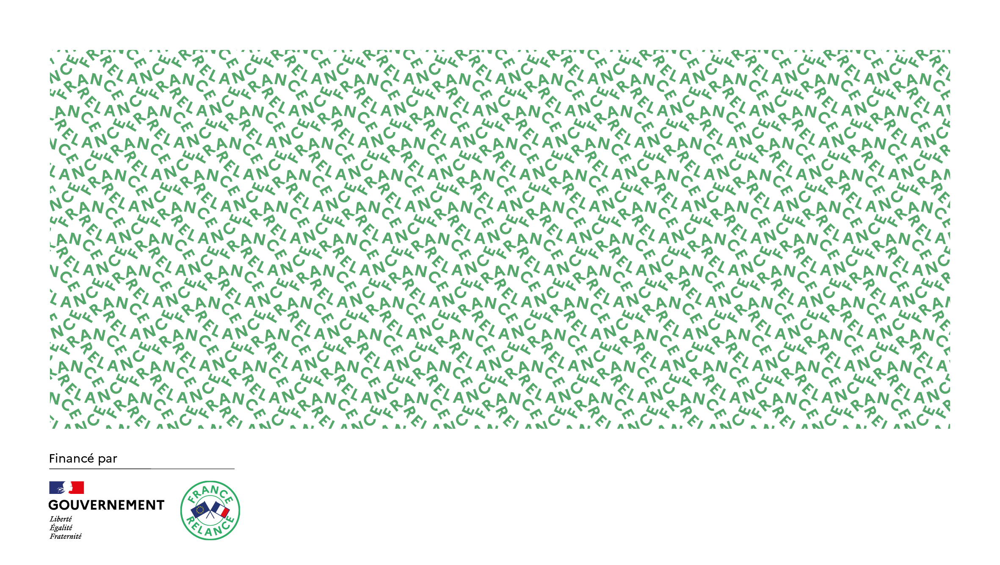 FRANCE
RELANCE
Financé par
GOUVERNEMENT
Liberté
Égalité
Fraternité
FRANCE
RELANCE